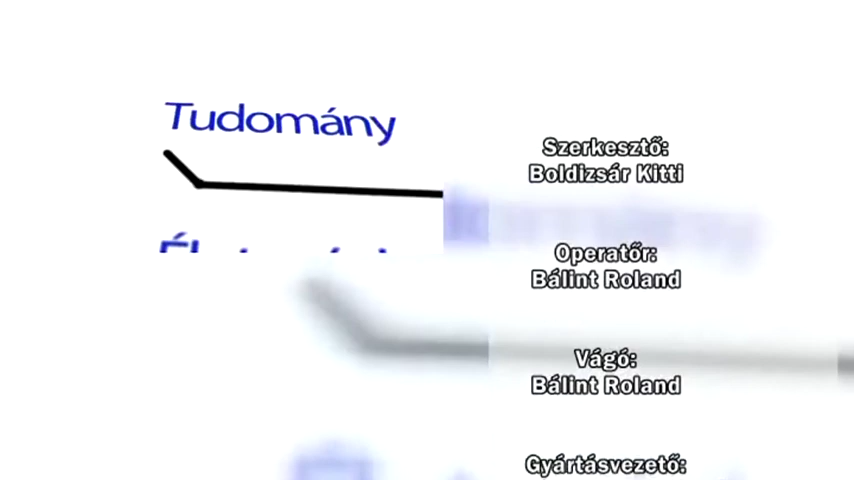 Tudomány
Szerkesztő:
Boldizsár Kitti
Operatőr:
Bálint Roland
Vágó:
Bálint Roland
Gyártásvezető: